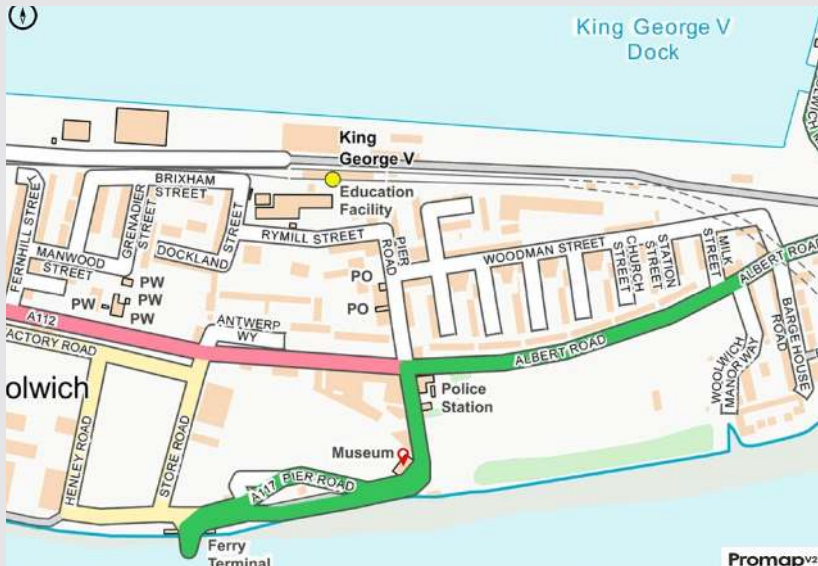 King George V
Dock
King
George V
Education
Facility
BRIXHAM
STREET
FERNHILL STREET
GRENADIER
STREET
DOCKLAND
STREET
MANWOOD
STREET
RYMILL STREET
PIER
ROAD
WOODMAN STREET
CHURCH
STREET
STATION
STREET
MILK
STREET
ALBERT ROAD
PW
PW
PW
PO
PO
A112
ANTWERP
WY
ACTORY ROAD
olwich
ALBERT ROAD
WOOLWICH
MANOR WAY
BARGE HOUSE
ROAD
Police
Station
HENLEY ROAD
STORE ROAD
Museum
A117 PIER ROAD
Ferry
Terminal
Promapv2